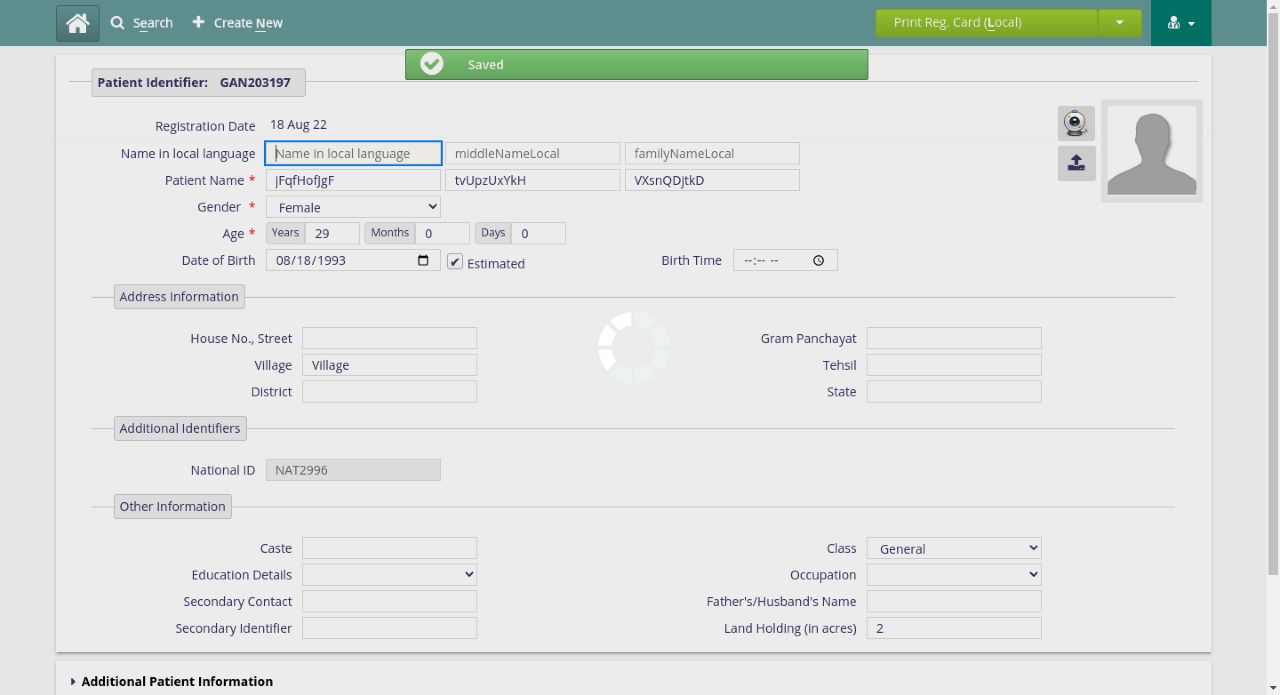 Search Create New Print Reg. Card (Local)
Saved
Patient Identifier: GAN203197
Registration Date 18 Aug 22
Name in local language Name in local language middleNameLocal familyNameLocal
Patient Name * jFqfHofJgF tvUpzUxYkH VXsnQDjtkD
Gender * Female
Age * Years 29 Months 0 Days 0
Date of Birth 08/18/1993 Estimated Birth Time --:-- --
Address Information
House No., Street Gram Panchayat
Village Village Tehsil
District State
Additional Identifiers
National ID NAT2996
Other Information
Caste Class General
Education Details Occupation
Secondary Contact Father's/Husband's Name
Secondary Identifier Land Holding (in acres) 2
Additional Patient Information